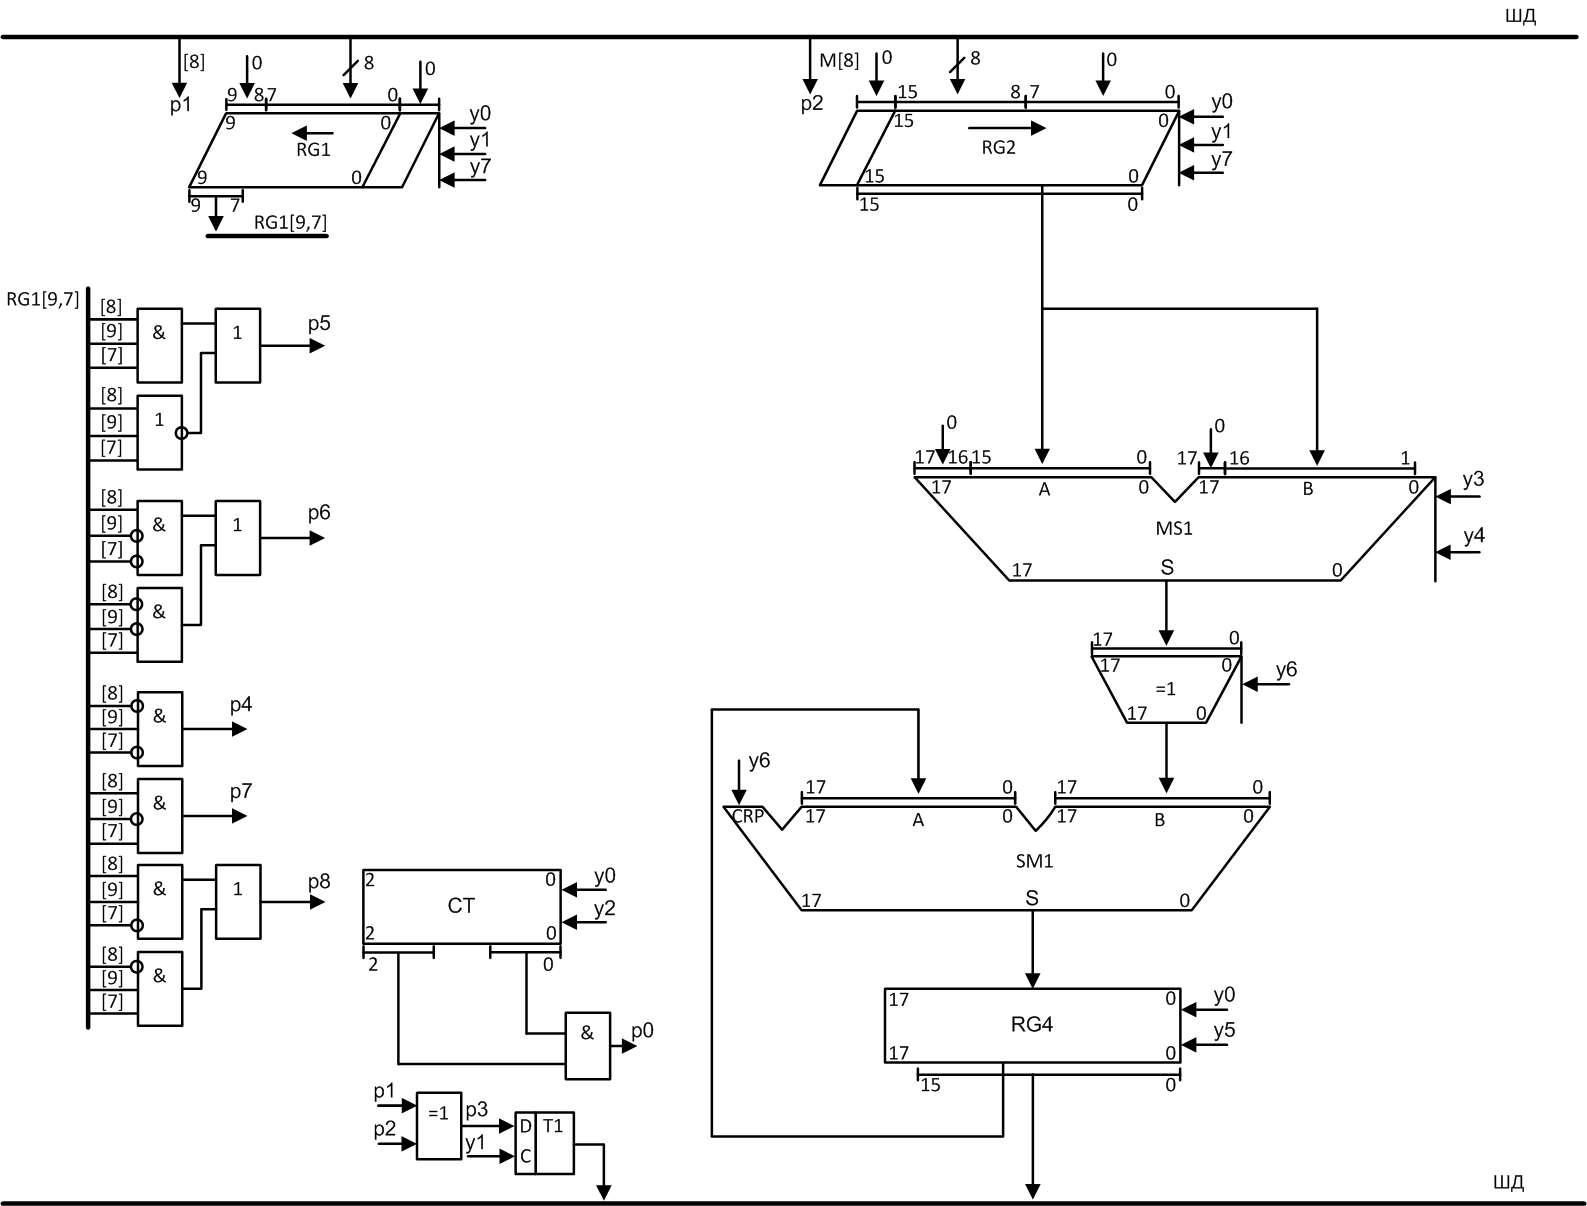 ШД
[8] 0 8 0
p1
9 8 7 0
9 0
RG1
9 0
9 7
y0
y1
y7
RG1[9,7]
M[8] 0 8 0
p2
15 8 7 0
15 0
RG2
15 0
15 0
y0
y1
y7
RG1[9,7]
[8]
[9]
[7]
& 1 p5
[8]
[9]
[7]
1
[8]
[9]
[7]
& 1 p6
[8]
[9]
[7]
&
[8]
[9]
[7]
& p4
[8]
[9]
[7]
& p7
[8]
[9]
[7]
& 1 p8
[8]
[9]
[7]
&
0 0
17 16 15 0 17 16 1
17 A 0 17 B 0
MS1
S
17 0
y3
y4
17 0
17 0
=1
17 0
y6
y6
17 0 17 0
CRP 17 A 0 17 B 0
SM1
S
17 0
2 0
CT
2 0
2 0
y0
y2
& p0
p1
p2
=1
p3
y1
D T1
C
17 0
RG4
17 0
15 0
y0
y5
ШД